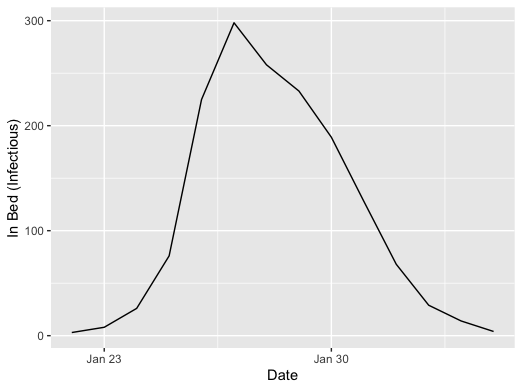 300
200
100
0
In Bed (Infectious)
Jan 23
Jan 30
Date